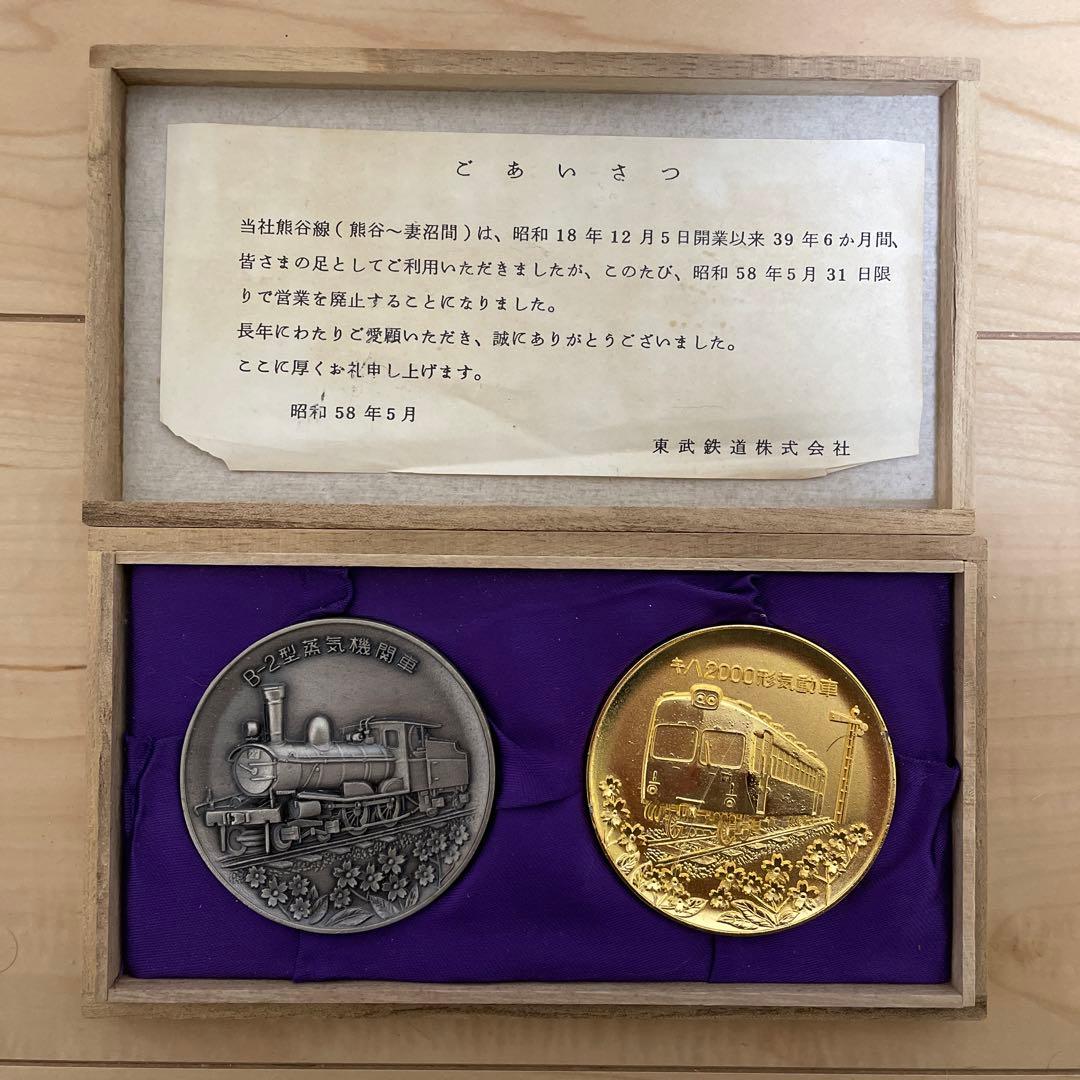 ごあいさつ
当社熊谷線(熊谷～妻沼間)は、昭和18年12月5日開業以来39年6か月間、
皆さまの足としてご利用いただきましたが、このたび、昭和58年5月31日限
りで営業を廃止することになりました。
長年にわたりご愛顧いただき、誠にありがとうございました。
ここに厚くお礼申し上げます。
昭和58年5月
東武鉄道株式会社
B-2型蒸気機関車
27
キハ2000形気動車